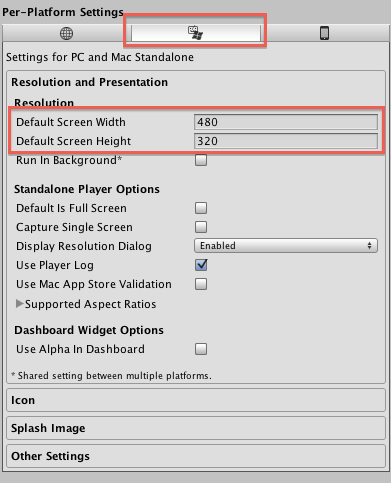 Per-Platform Settings
Settings for PC and Mac Standalone
Resolution and Presentation
Resolution
Default Screen Width 480
Default Screen Height 320
Run In Background*
Standalone Player Options
Default Is Full Screen
Capture Single Screen
Display Resolution Dialog Enabled
Use Player Log
Use Mac App Store Validation
Supported Aspect Ratios
Dashboard Widget Options
Use Alpha In Dashboard
* Shared setting between multiple platforms.
Icon
Splash Image
Other Settings